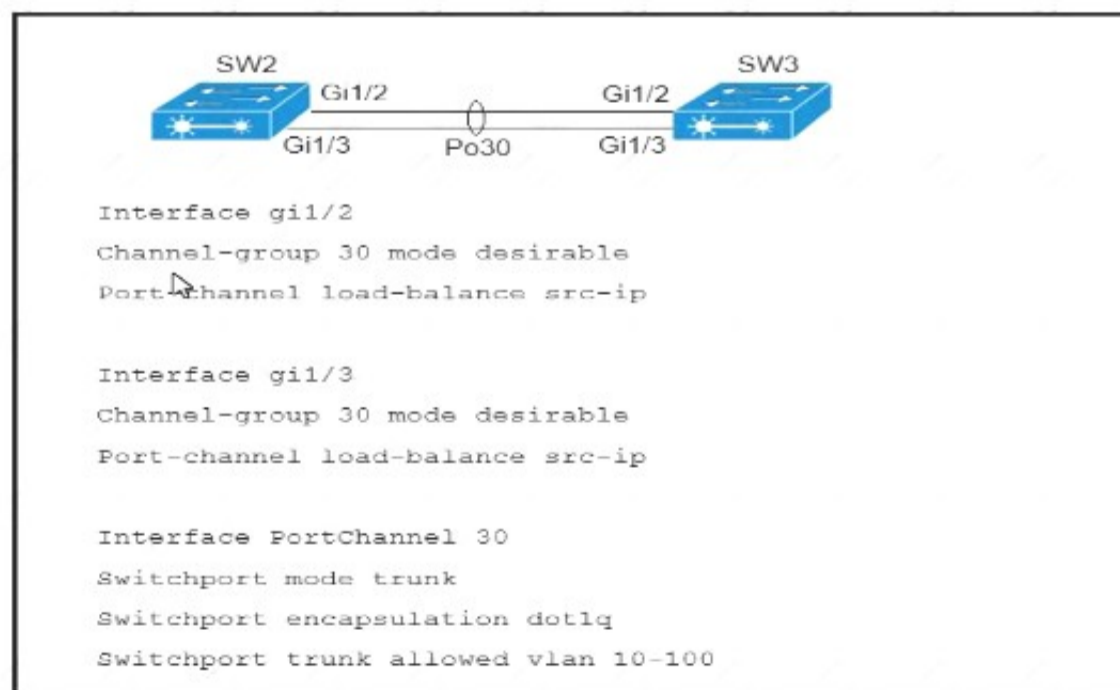 SW2 SW3
Gi1/2 Gi1/2
Gi1/3 Po30 Gi1/3
Interface gi1/2
Channel-group 30 mode desirable
Port-channel load-balance src-ip
Interface gi1/3
Channel-group 30 mode desirable
Port-channel load-balance src-ip
Interface PortChannel 30
Switchport mode trunk
Switchport encapsulation dot1q
Switchport trunk allowed vlan 10-100